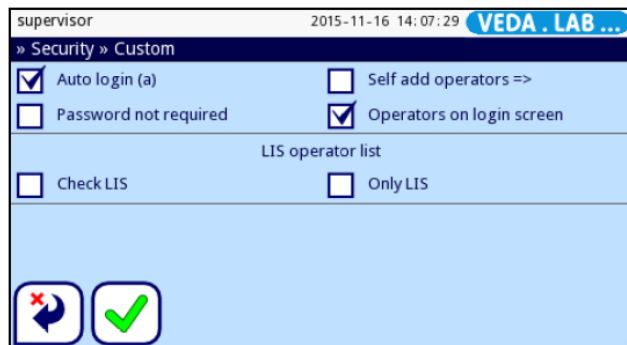 supervisor 2015-11-16 14:07:29 VEDA . LAB ...
» Security » Custom
Auto login (a) Self add operators =>
Password not required Operators on login screen
LIS operator list
Check LIS Only LIS